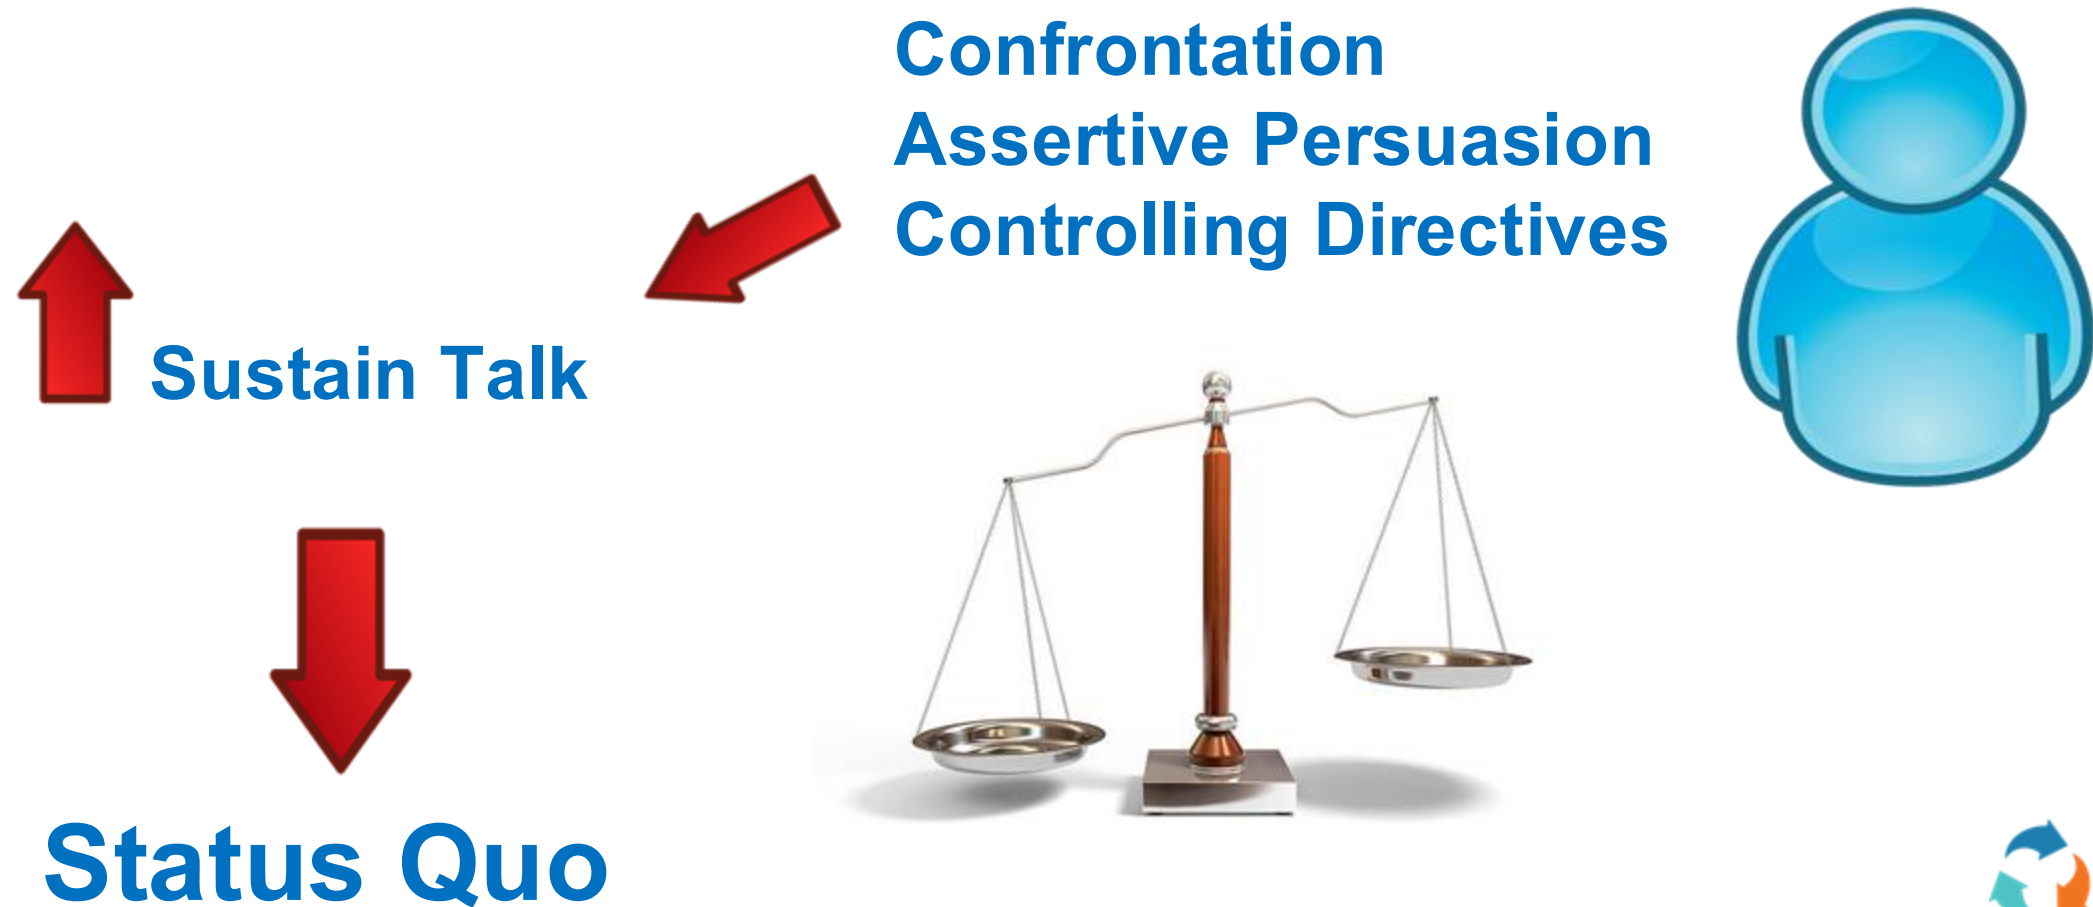 Confrontation
Assertive Persuasion
Controlling Directives
Sustain Talk
Status Quo